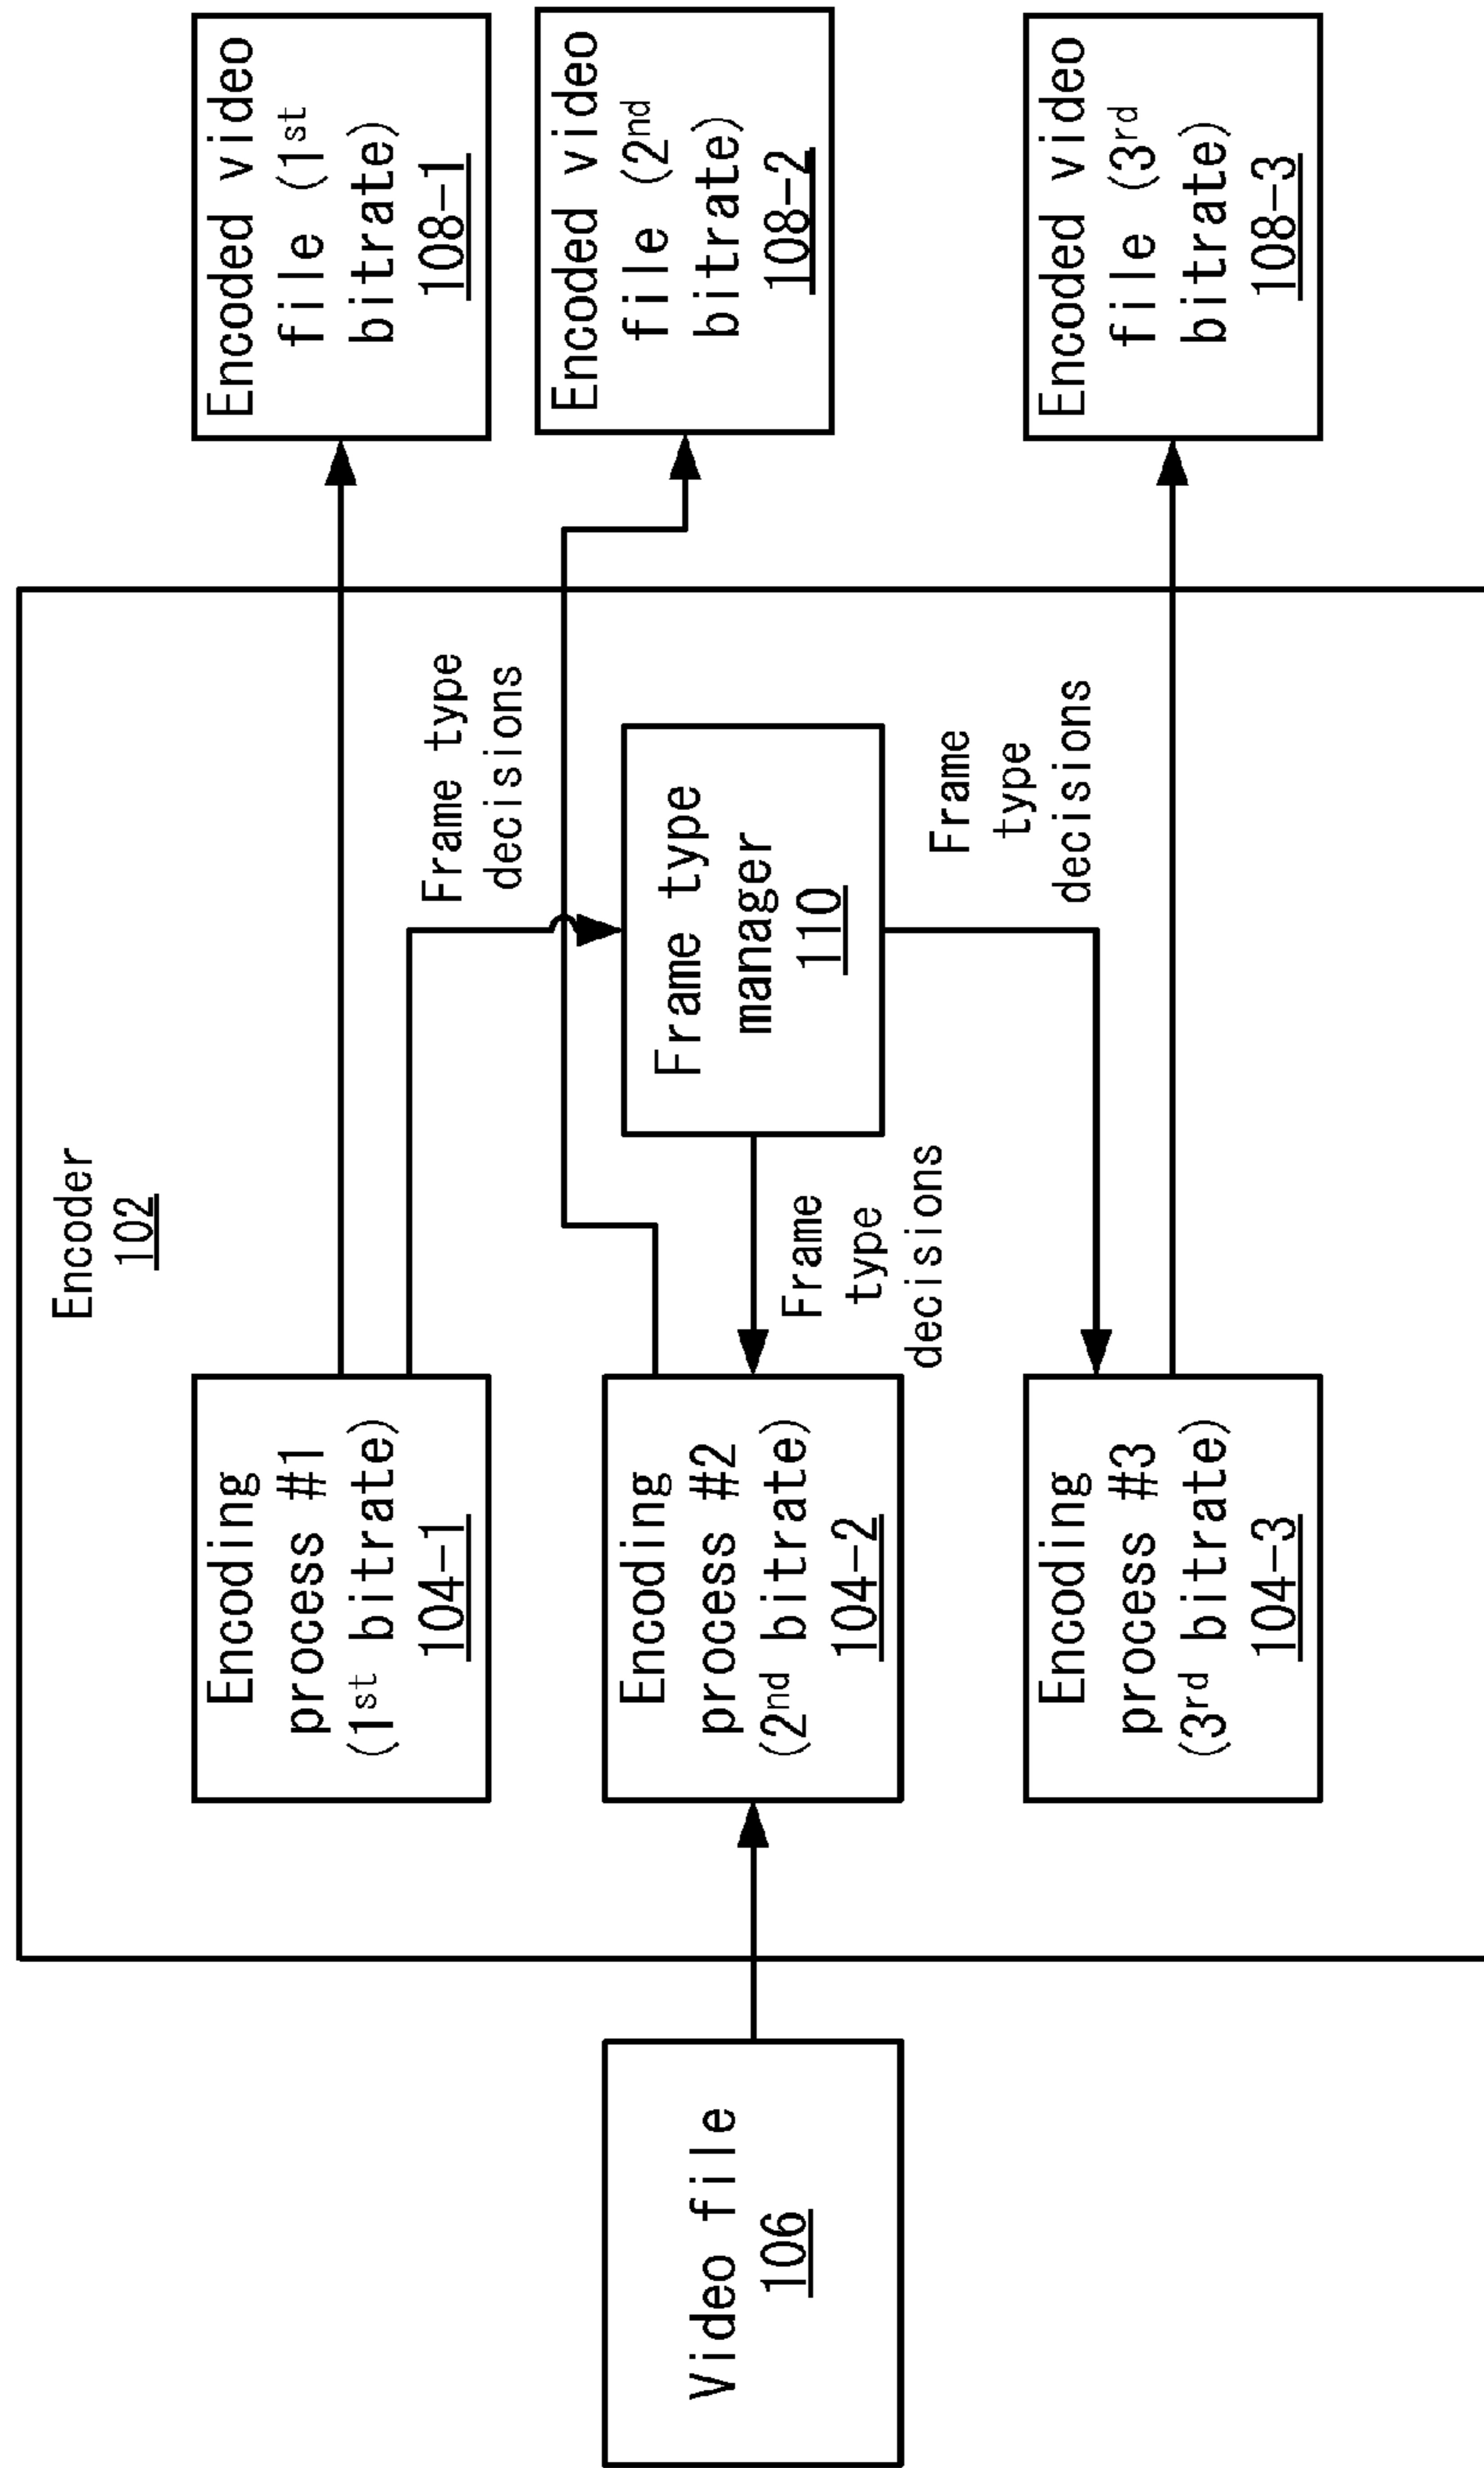 Encoder
102
Video file
106
Encoding
process #1
(1st bitrate)
104-1
Encoding
process #2
(2nd bitrate)
104-2
Encoding
process #3
(3rd bitrate)
104-3
Frame type
decisions
Frame type
manager
110
Frame
type
decisions
Frame
type
decisions
Encoded video
file (1st
bitrate)
108-1
Encoded video
file (2nd
bitrate)
108-2
Encoded video
file (3rd
bitrate)
108-3